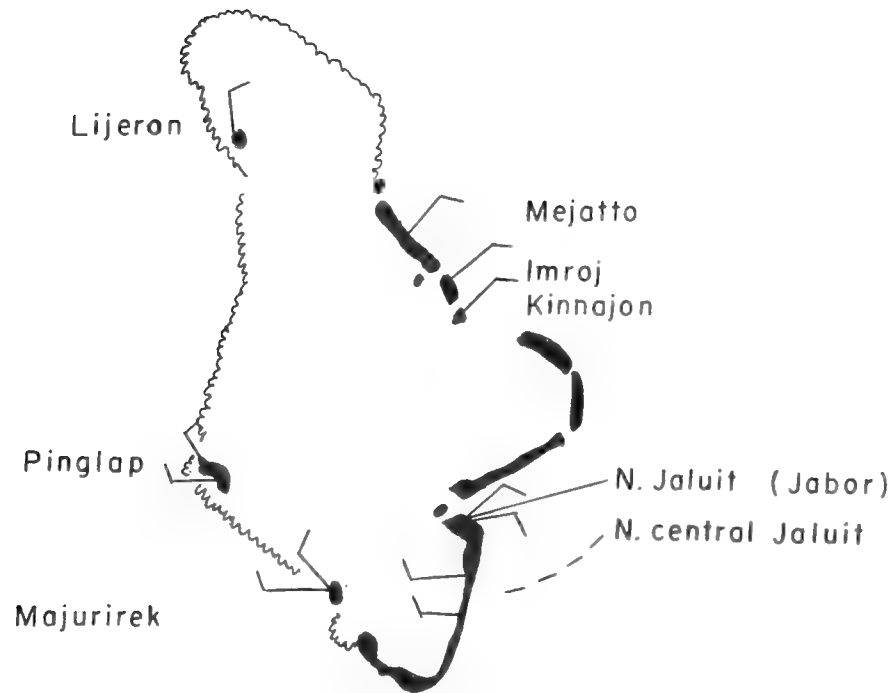 Lijeron
Mejatto
Imroj
Kinnajon
Pinglap
N. Jaluit (Jabor)
N. central Jaluit
Majurirek